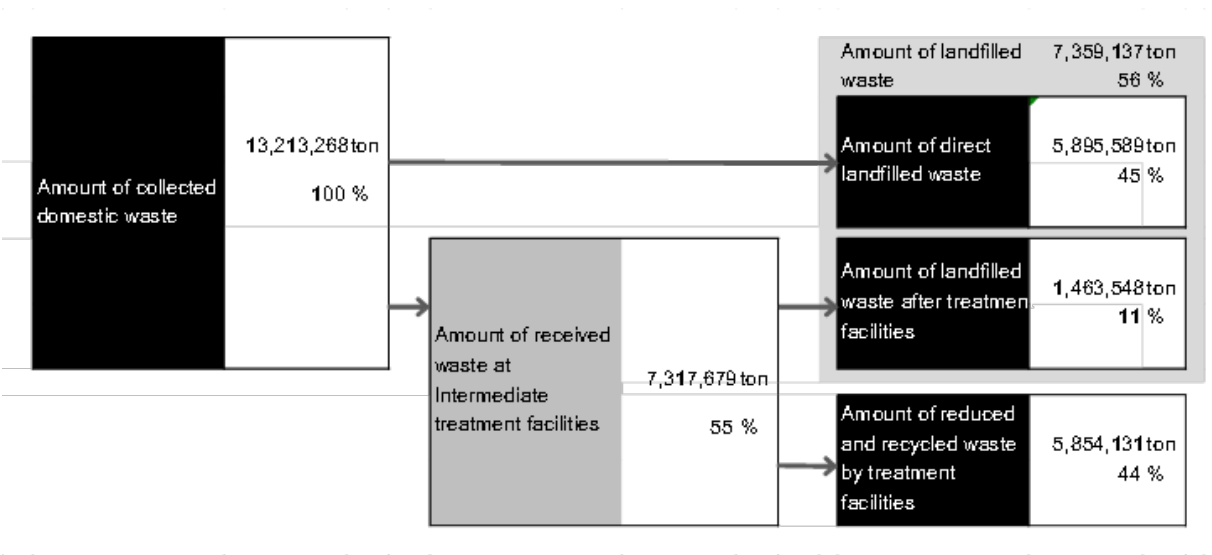 Amount of collected
domestic waste
13,213,268 ton
100 %
Amount of received
waste at
Intermediate
treatment facilities
7,317,679 ton
55 %
Amount of landfilled
waste
7,359,137 ton
56 %
Amount of direct
landfilled waste
5,895,589 ton
45 %
Amount of landfilled
waste after treatmen
facilities
1,463,548 ton
11 %
Amount of reduced
and recycled waste
by treatment
facilities
5,854,131 ton
44 %